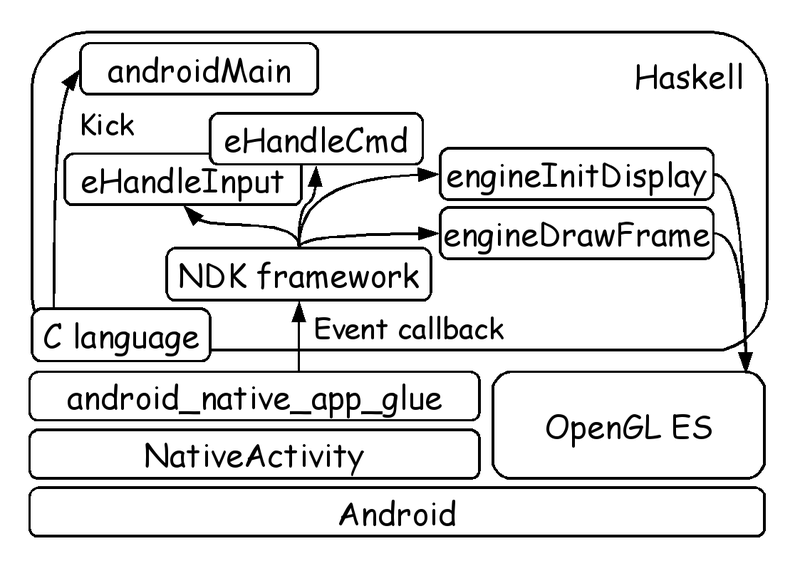 androidMain
Haskell
Kick
eHandleCmd
eHandleInput
engineInitDisplay
engineDrawFrame
NDK framework
C language
Event callback
android_native_app_glue
OpenGL ES
NativeActivity
Android